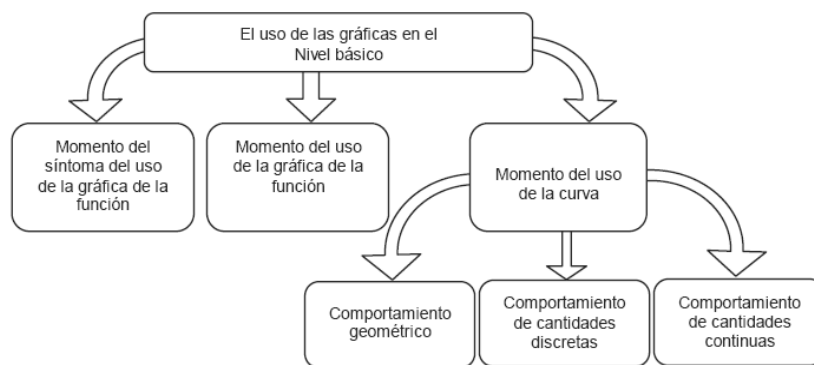 El uso de las gráficas en el
Nivel básico
Momento del
síntoma del uso
de la gráfica de la
función
Momento del uso
de la gráfica de la
función
Momento del uso
de la curva
Comportamiento
geométrico
Comportamiento
de cantidades
discretas
Comportamiento
de cantidades
continuas